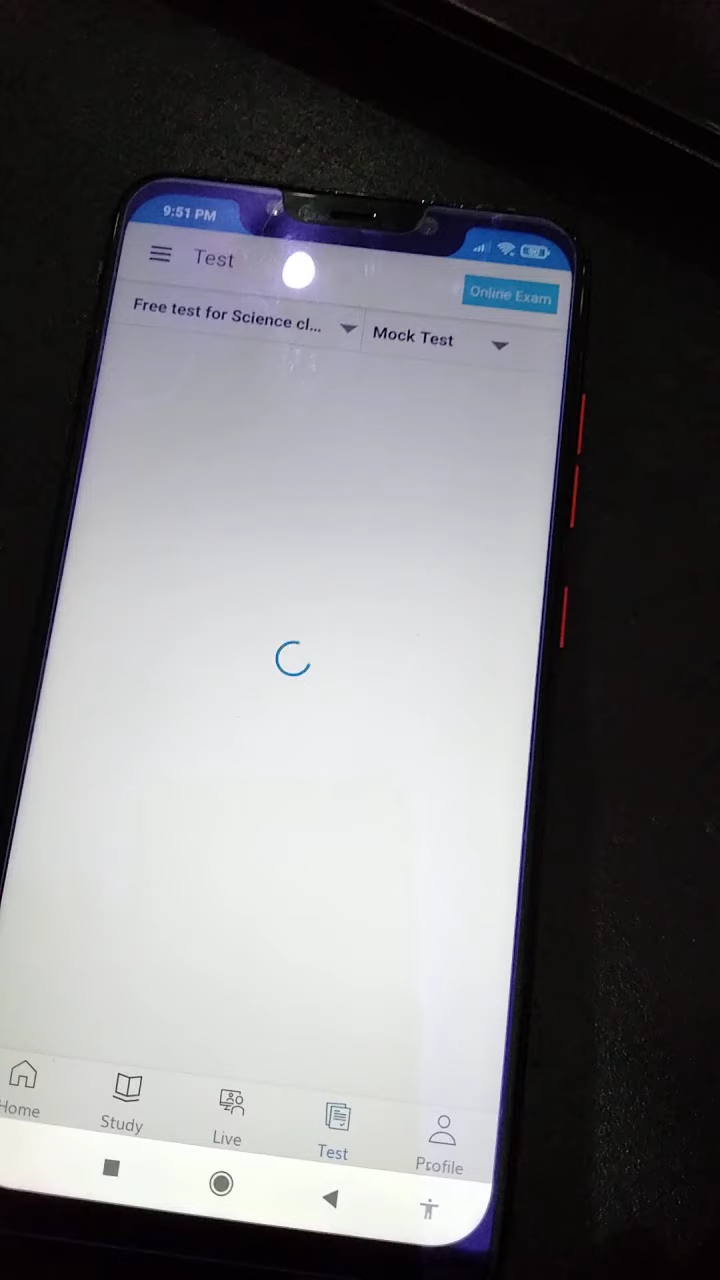 9:51 PM
Test
Online Exam
Free test for Science cl...
Mock Test
Home
Study
Live
Test
Profile